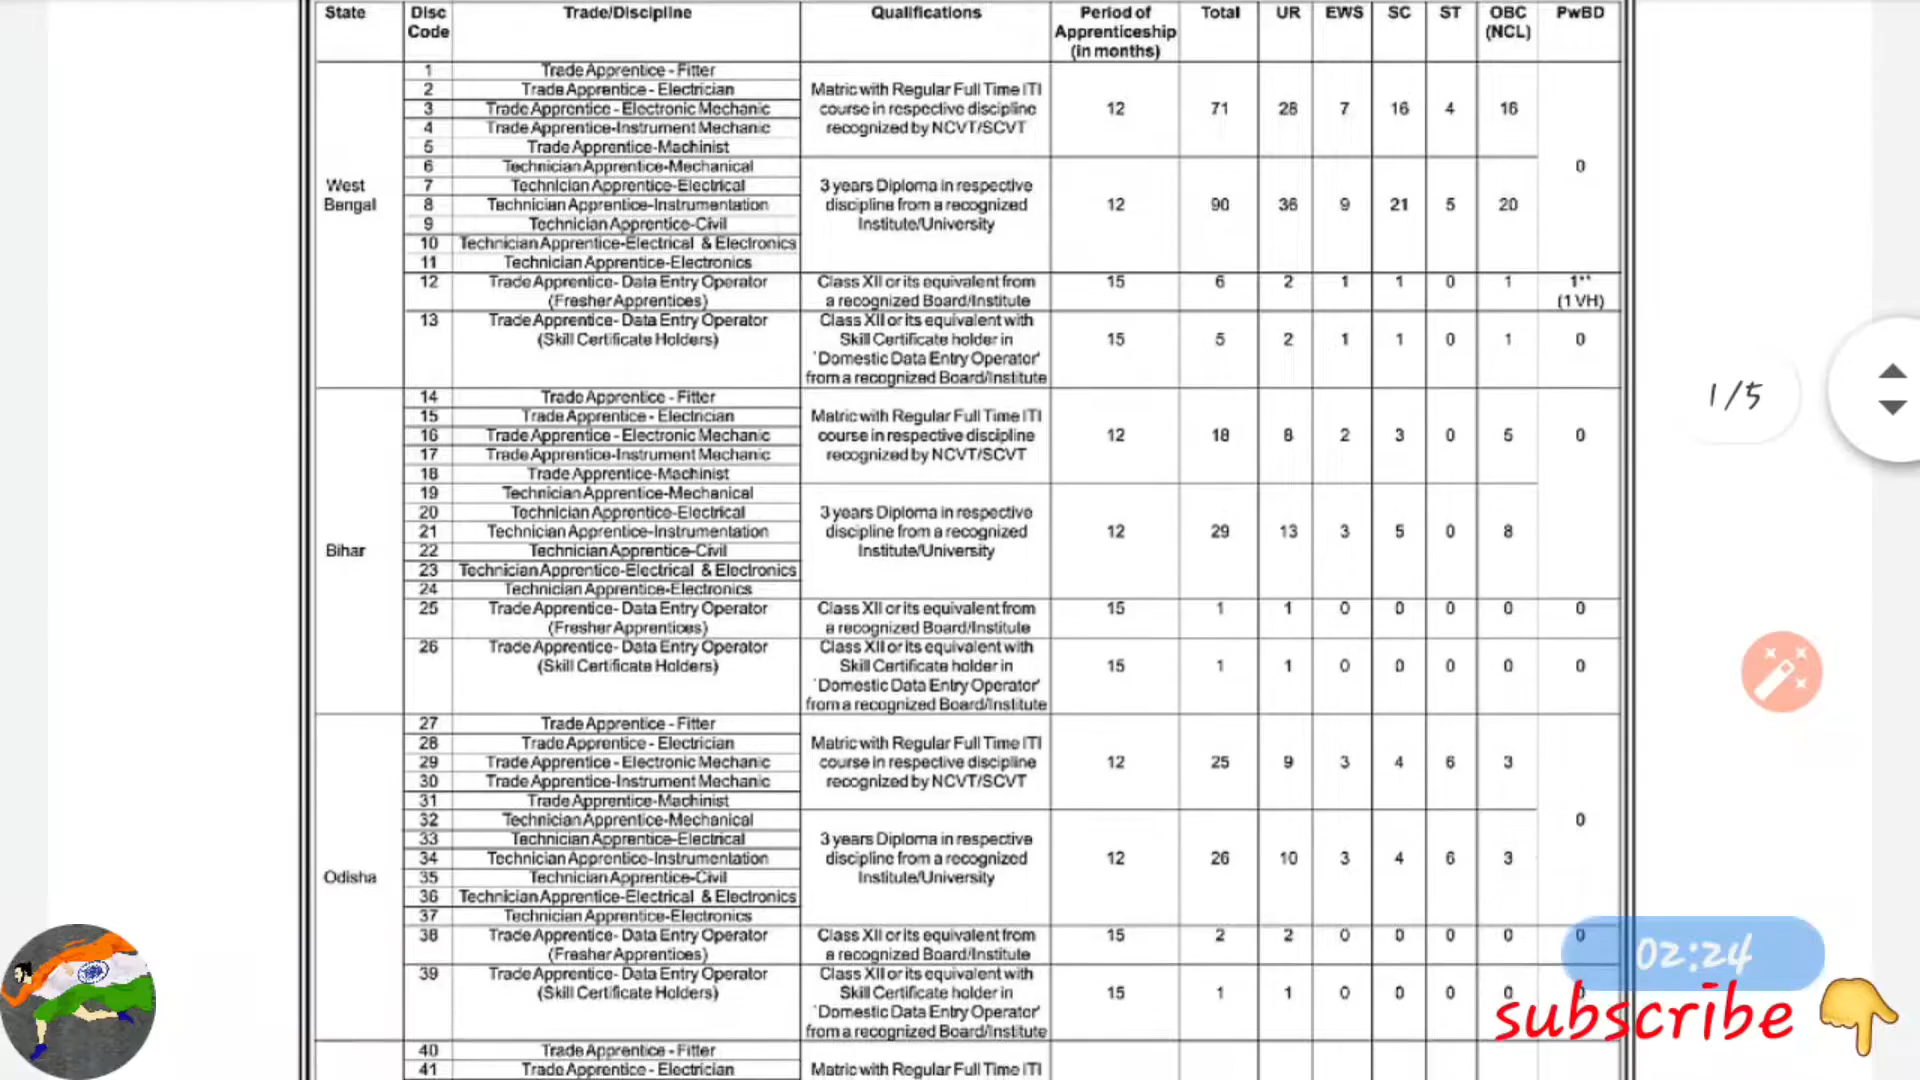 State Disc Code Trade/Discipline Qualifications Period of Apprenticeship (in months) Total UR EWS SC ST OBC (NCL) PwBD
West Bengal
1 Trade Apprentice - Fitter
2 Trade Apprentice - Electrician
3 Trade Apprentice - Electronic Mechanic
4 Trade Apprentice-Instrument Mechanic
5 Trade Apprentice-Machinist
Matric with Regular Full Time ITI
course in respective discipline
recognized by NCVT/SCVT
12 71 28 7 16 4 16
6 Technician Apprentice-Mechanical
7 Technician Apprentice-Electrical
8 Technician Apprentice-Instrumentation
9 Technician Apprentice-Civil
10 Technician Apprentice-Electrical & Electronics
11 Technician Apprentice-Electronics
3 years Diploma in respective
discipline from a recognized
Institute/University
12 90 36 9 21 5 20
0
12 Trade Apprentice- Data Entry Operator
(Fresher Apprentices)
Class XII or its equivalent from
a recognized Board/Institute
15 6 2 1 1 0 1 1**
(1 VH)
13 Trade Apprentice- Data Entry Operator
(Skill Certificate Holders)
Class XII or its equivalent with
Skill Certificate holder in
'Domestic Data Entry Operator'
from a recognized Board/Institute
15 5 2 1 1 0 1 0
Bihar
14 Trade Apprentice - Fitter
15 Trade Apprentice - Electrician
16 Trade Apprentice - Electronic Mechanic
17 Trade Apprentice-Instrument Mechanic
18 Trade Apprentice-Machinist
Matric with Regular Full Time ITI
course in respective discipline
recognized by NCVT/SCVT
12 18 8 2 3 0 5 0
19 Technician Apprentice-Mechanical
20 Technician Apprentice-Electrical
21 Technician Apprentice-Instrumentation
22 Technician Apprentice-Civil
23 Technician Apprentice-Electrical & Electronics
24 Technician Apprentice-Electronics
3 years Diploma in respective
discipline from a recognized
Institute/University
12 29 13 3 5 0 8
25 Trade Apprentice- Data Entry Operator
(Fresher Apprentices)
Class XII or its equivalent from
a recognized Board/Institute
15 1 1 0 0 0 0 0
26 Trade Apprentice- Data Entry Operator
(Skill Certificate Holders)
Class XII or its equivalent with
Skill Certificate holder in
'Domestic Data Entry Operator'
from a recognized Board/Institute
15 1 1 0 0 0 0 0
Odisha
27 Trade Apprentice - Fitter
28 Trade Apprentice - Electrician
29 Trade Apprentice - Electronic Mechanic
30 Trade Apprentice-Instrument Mechanic
31 Trade Apprentice-Machinist
Matric with Regular Full Time ITI
course in respective discipline
recognized by NCVT/SCVT
12 25 9 3 4 6 3
32 Technician Apprentice-Mechanical
33 Technician Apprentice-Electrical
34 Technician Apprentice-Instrumentation
35 Technician Apprentice-Civil
36 Technician Apprentice-Electrical & Electronics
37 Technician Apprentice-Electronics
3 years Diploma in respective
discipline from a recognized
Institute/University
12 26 10 3 4 6 3
0
38 Trade Apprentice- Data Entry Operator
(Fresher Apprentices)
Class XII or its equivalent from
a recognized Board/Institute
15 2 2 0 0 0 0 0
39 Trade Apprentice- Data Entry Operator
(Skill Certificate Holders)
Class XII or its equivalent with
Skill Certificate holder in
'Domestic Data Entry Operator'
from a recognized Board/Institute
15 1 1 0 0 0 0 0
40 Trade Apprentice - Fitter
41 Trade Apprentice - Electrician
Matric with Regular Full Time ITI
1/5
02:24
subscribe